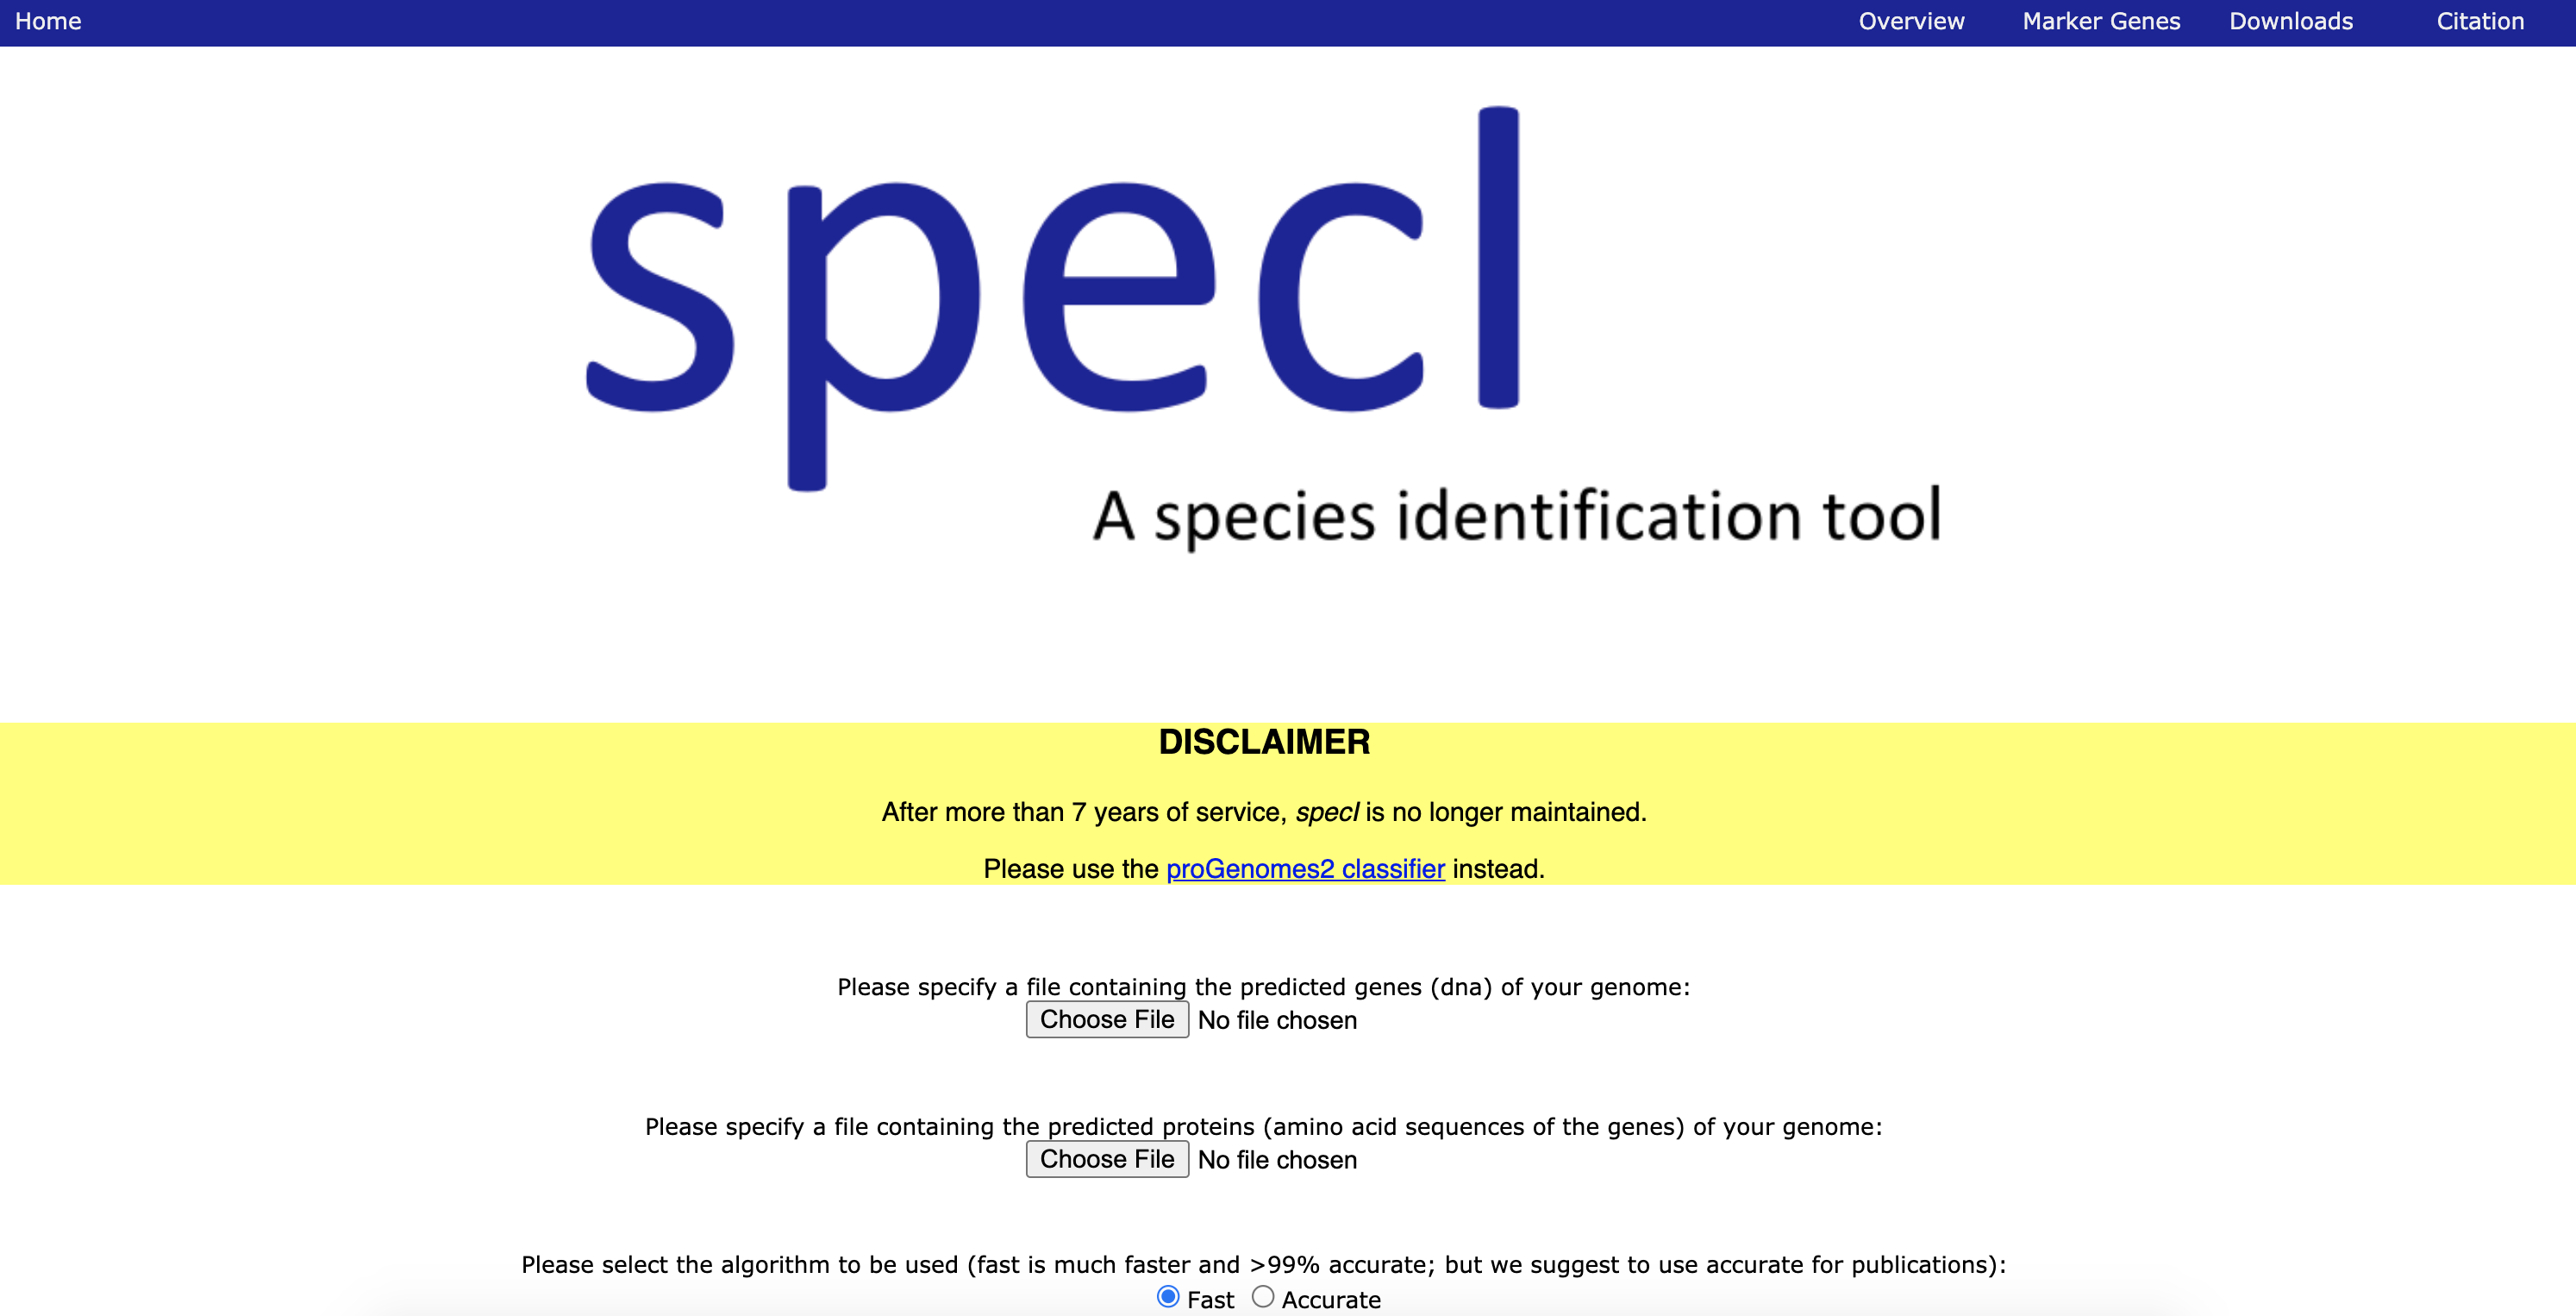 Home Overview Marker Genes Downloads Citation
specI
A species identification tool
DISCLAIMER
After more than 7 years of service, specI is no longer maintained.
Please use the proGenomes2 classifier instead.
Please specify a file containing the predicted genes (dna) of your genome:
Choose File No file chosen
Please specify a file containing the predicted proteins (amino acid sequences of the genes) of your genome:
Choose File No file chosen
Please select the algorithm to be used (fast is much faster and >99% accurate; but we suggest to use accurate for publications):
Fast Accurate